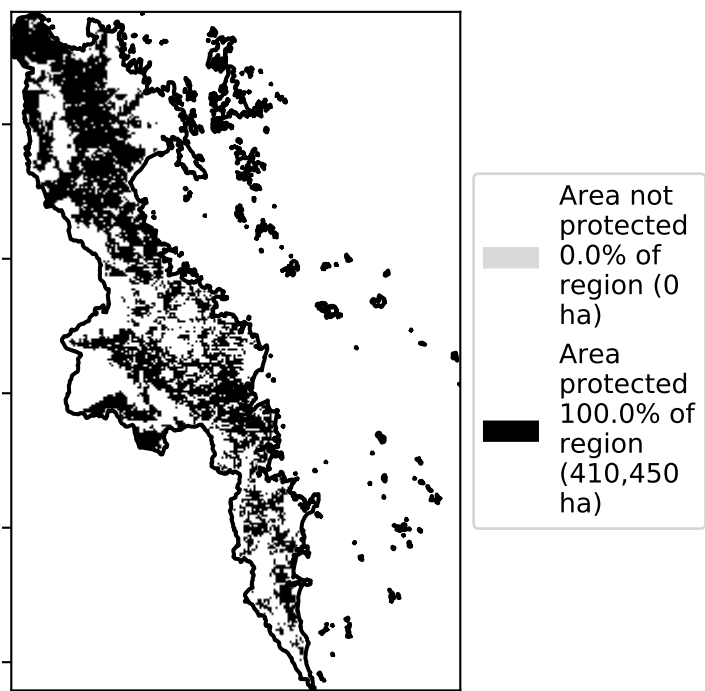 Area not
protected
0.0% of
region (0
ha)
Area
protected
100.0% of
region
(410,450
ha)